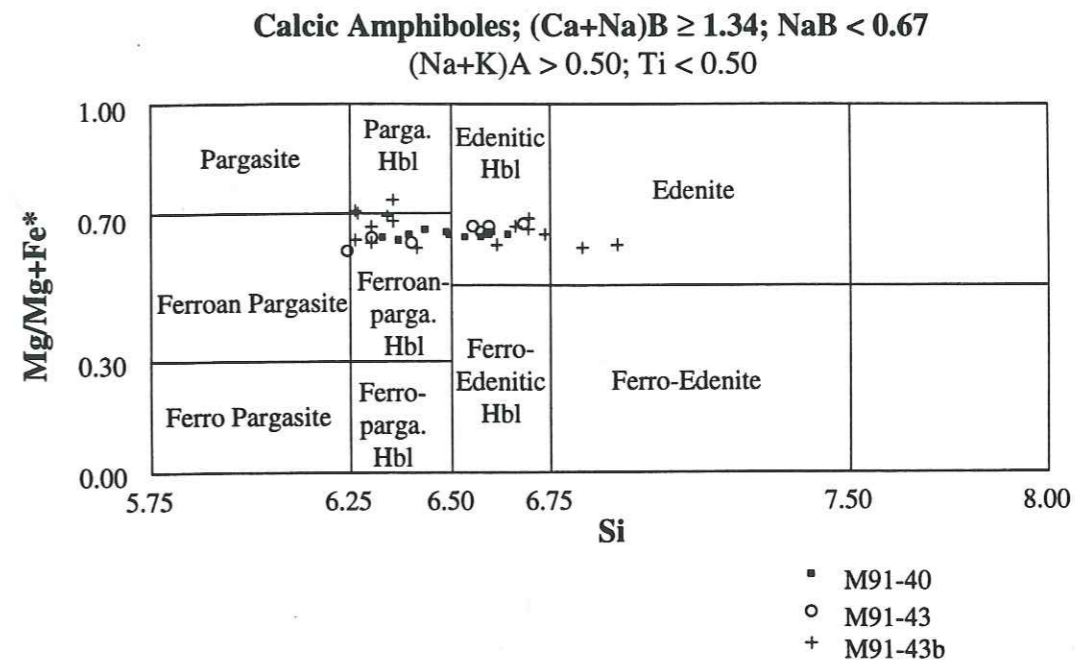 Calcic Amphiboles; (Ca+Na)B ≥ 1.34; NaB < 0.67
(Na+K)A > 0.50; Ti < 0.50
Mg/Mg+Fe*
1.00
0.70
0.30
0.00
Pargasite
Parga.
Hbl
Edenitic
Hbl
Edenite
Ferroan Pargasite
Ferroan-
parga.
Hbl
Ferro-
Edenitic
Hbl
Ferro-Edenite
Ferro Pargasite
Ferro-
parga.
Hbl
5.75
6.25
6.50
6.75
7.50
8.00
Si
M91-40
M91-43
M91-43b